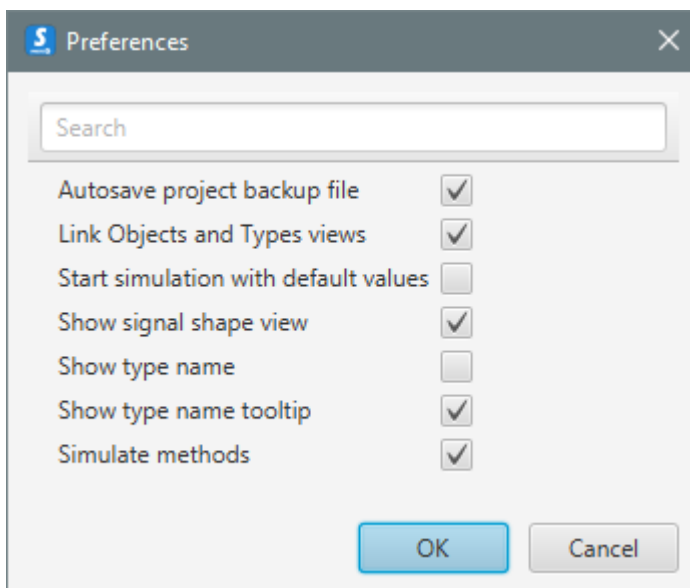 Preferences
Search
Autosave project backup file
Link Objects and Types views
Start simulation with default values
Show signal shape view
Show type name
Show type name tooltip
Simulate methods
OK Cancel